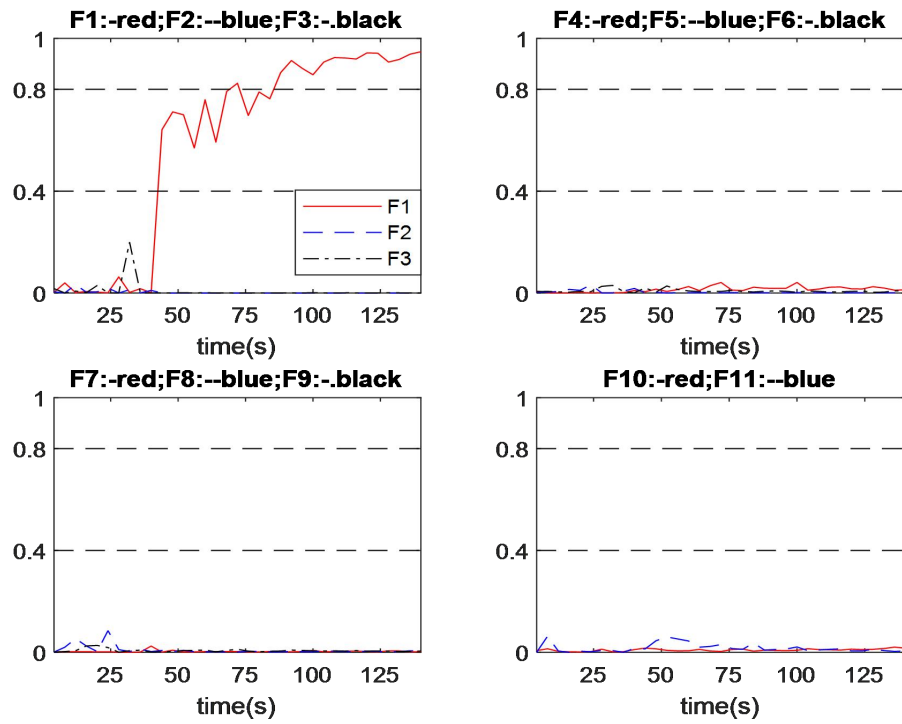 F1:-red;F2:--blue;F3:-.black
1
0.8
0.4
0
F1
F2
F3
25 50 75 100 125
time(s)
F4:-red;F5:--blue;F6:-.black
1
0.8
0.4
0
25 50 75 100 125
time(s)
F7:-red;F8:--blue;F9:-.black
1
0.8
0.4
0
25 50 75 100 125
time(s)
F10:-red;F11:--blue
1
0.8
0.4
0
25 50 75 100 125
time(s)